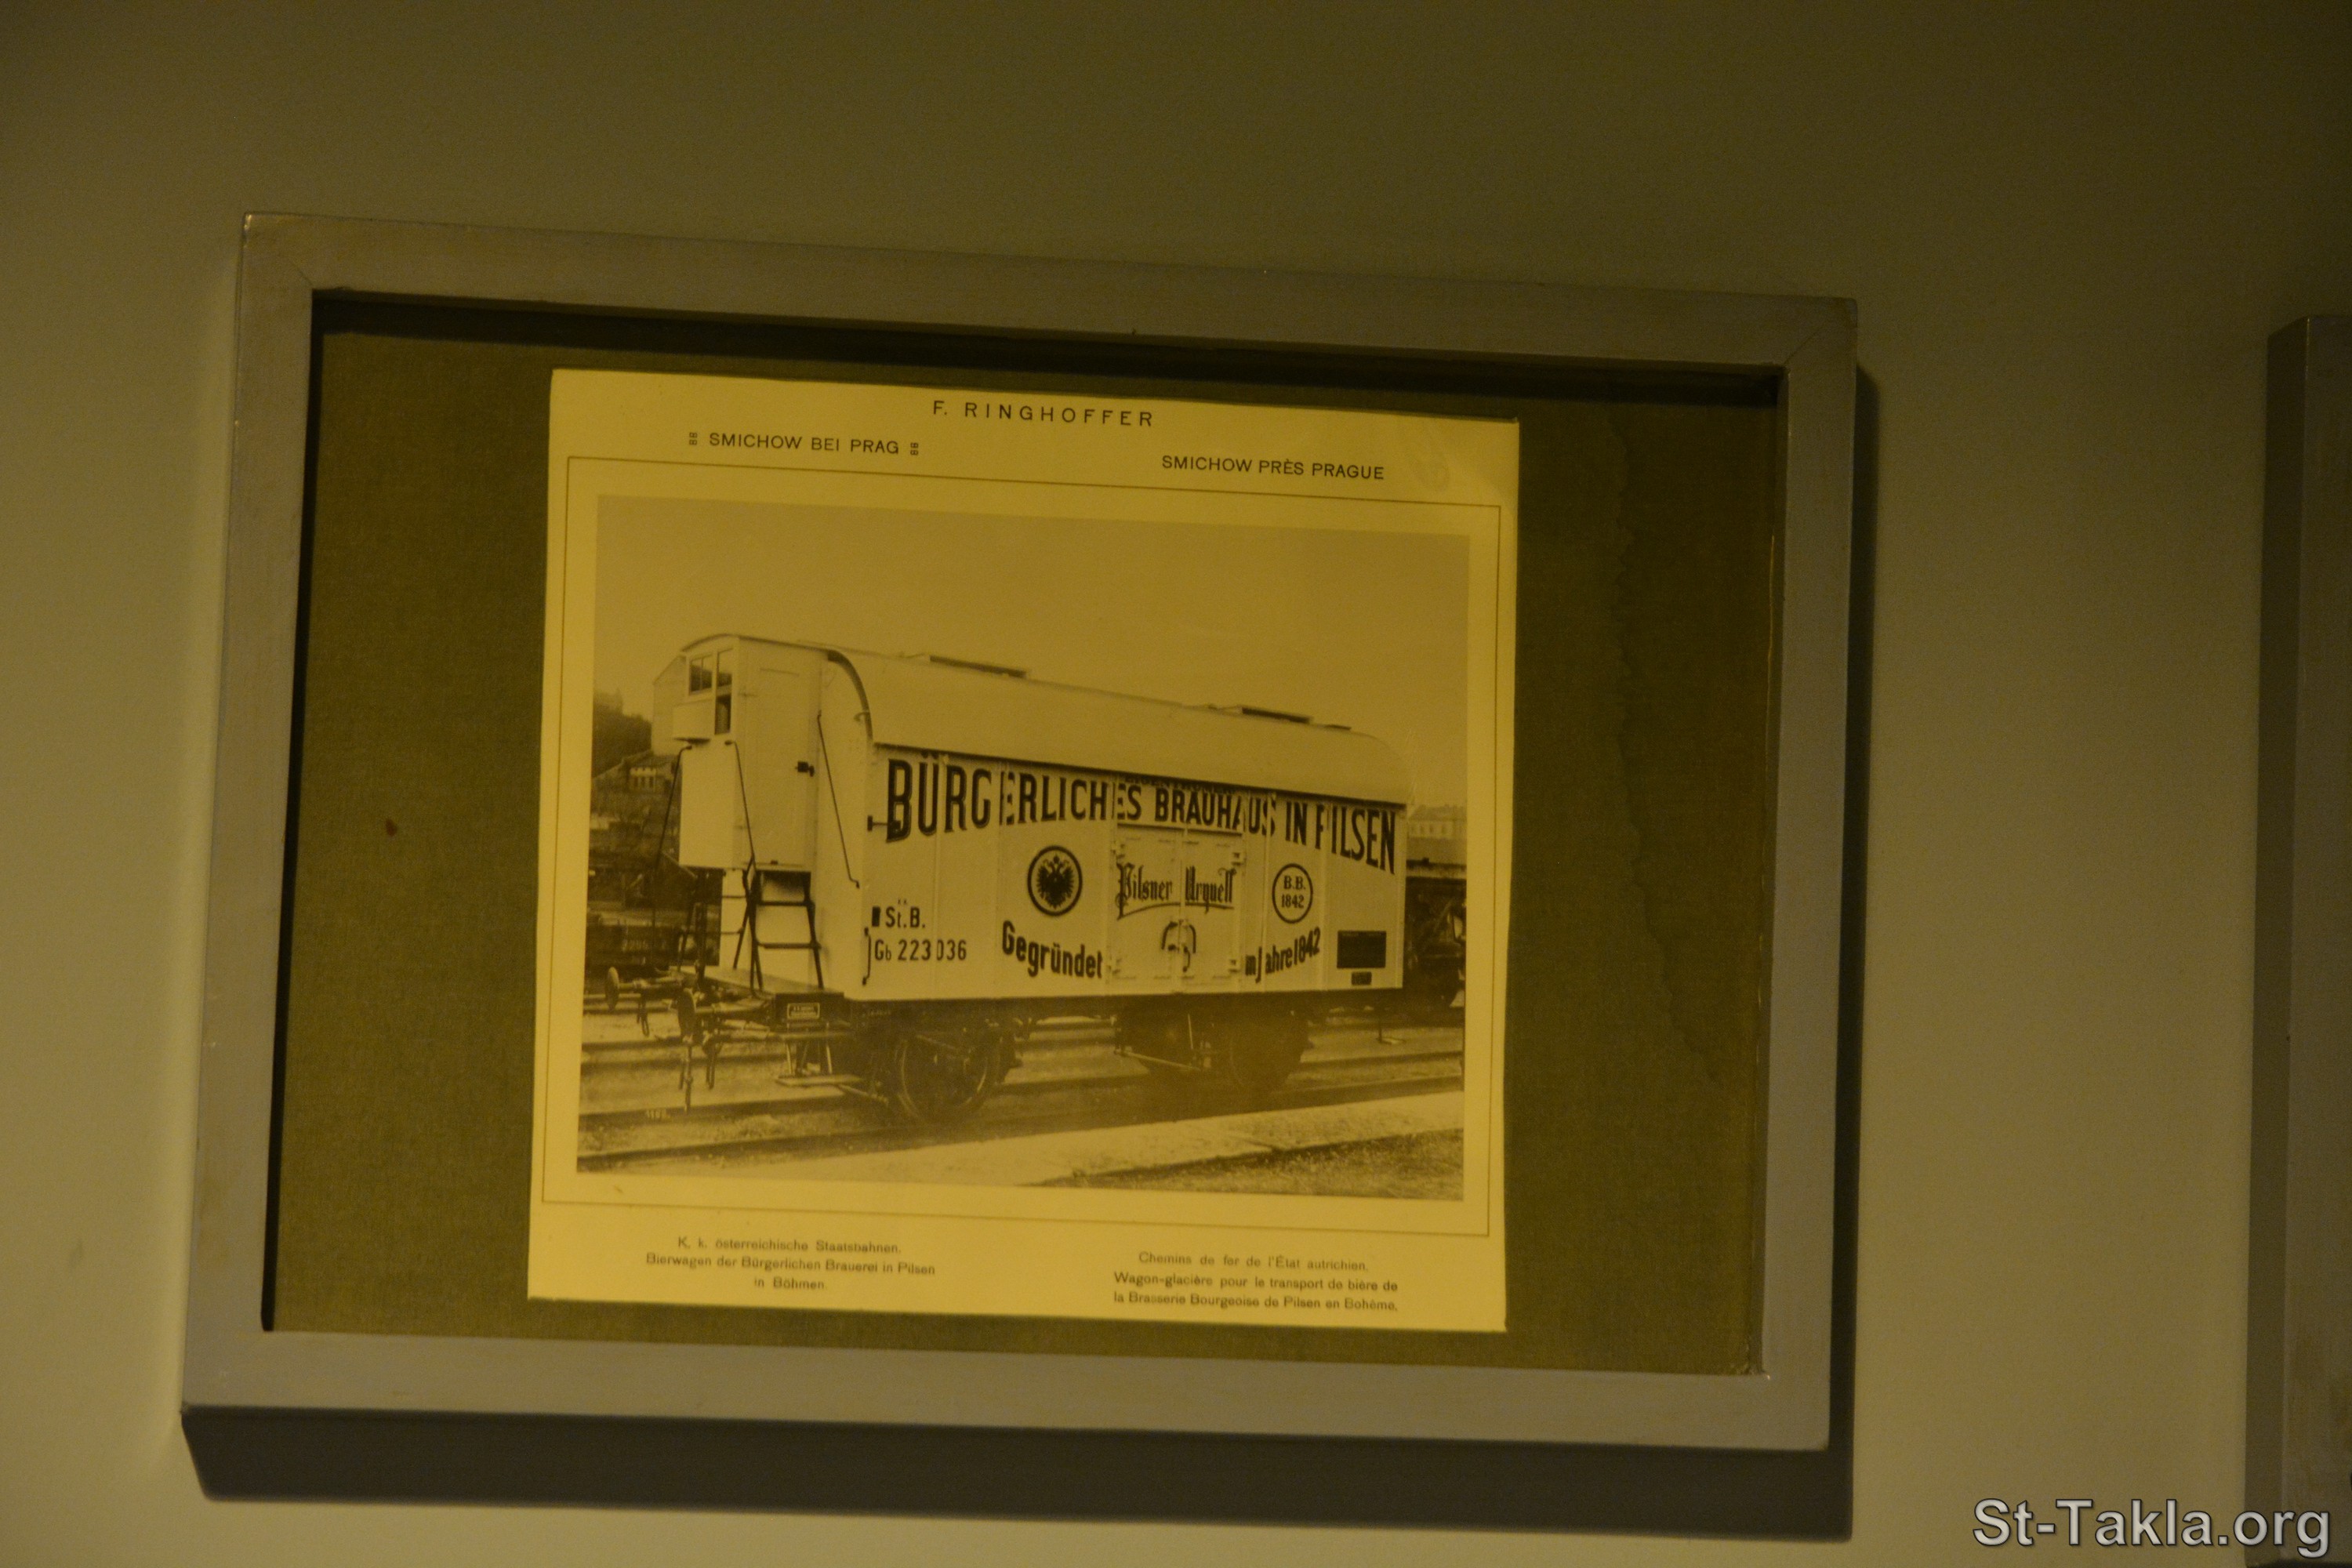 F. RINGHOFFER
SMICHOW BEI PRAG
SMICHOW PRÈS PRAGUE
BÜRGERLICHES BRÄUHAUS IN PILSEN
Pilsner Urquell
B.B.
1842
St.B.
Gb 223036
Gegründet im Jahre 1842
K. k. österreichische Staatsbahnen.
Bierwagen der Bürgerlichen Brauerei in Pilsen
in Böhmen.
Chemins de fer de l'État autrichien.
Wagon-glacière pour le transport de bière de
la Brasserie Bourgeoise de Pilsen en Bohême.
St-Takla.org